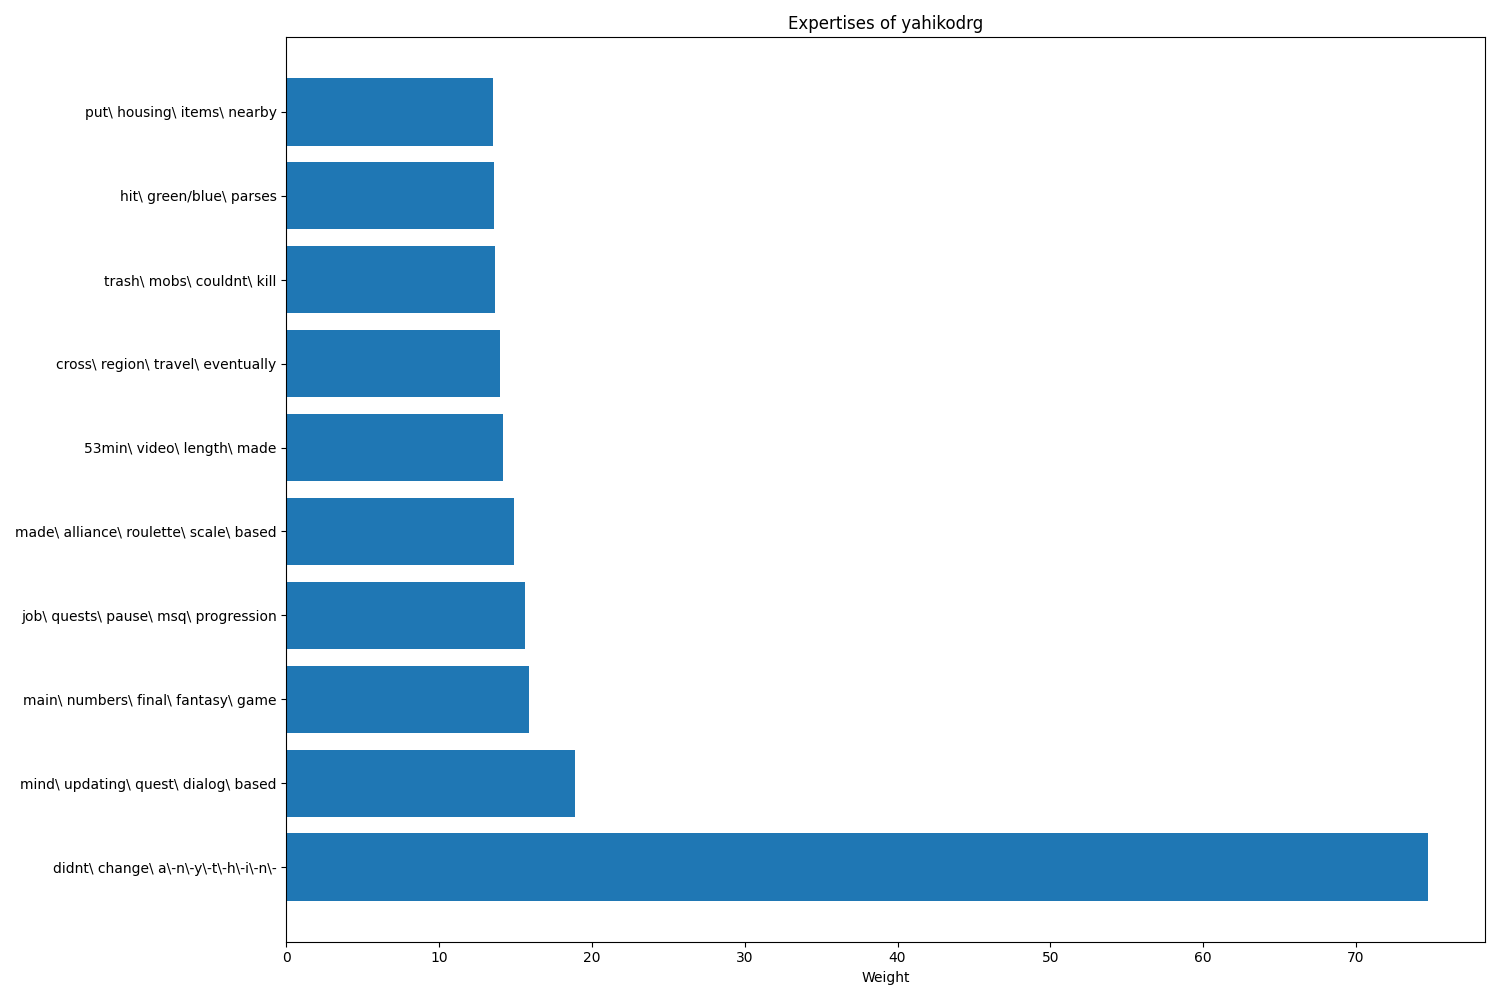 Expertises of yahikodrg
put\ housing\ items\ nearby
hit\ green/blue\ parses
trash\ mobs\ couldnt\ kill
cross\ region\ travel\ eventually
53min\ video\ length\ made
made\ alliance\ roulette\ scale\ based
job\ quests\ pause\ msq\ progression
main\ numbers\ final\ fantasy\ game
mind\ updating\ quest\ dialog\ based
didnt\ change\ a\-n\-y\-t\-h\-i\-n\-
0 10 20 30 40 50 60 70
Weight